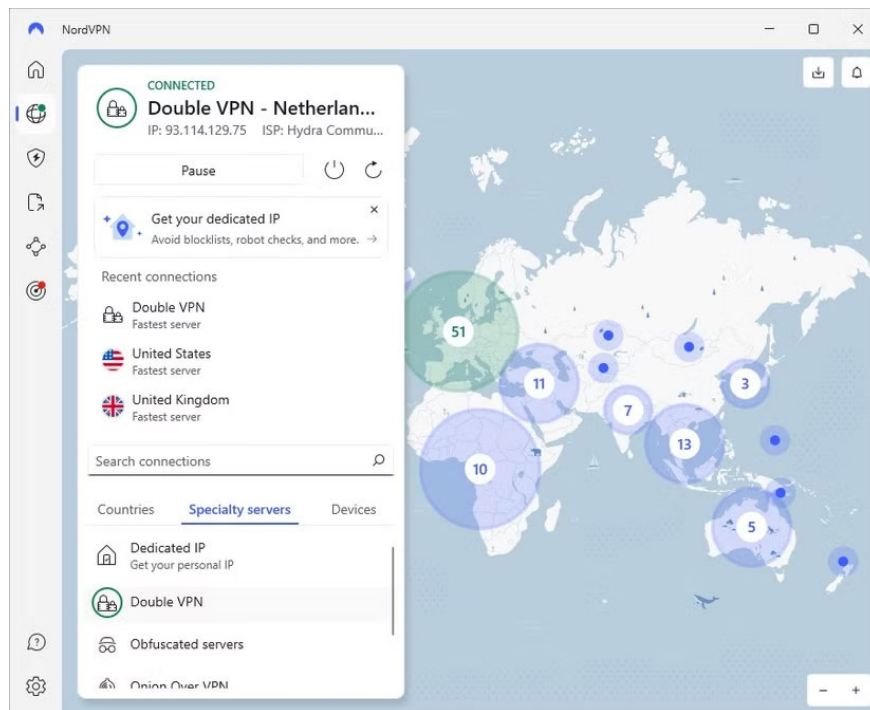 NordVPN
CONNECTED
Double VPN - Netherlan...
IP: 93.114.129.75 ISP: Hydra Commu...
Pause
Get your dedicated IP
Avoid blocklists, robot checks, and more. →
Recent connections
Double VPN
Fastest server
United States
Fastest server
United Kingdom
Fastest server
Search connections
Countries Specialty servers Devices
Dedicated IP
Get your personal IP
Double VPN
Obfuscated servers
Onion Over VPN
51
11
3
7
13
10
5